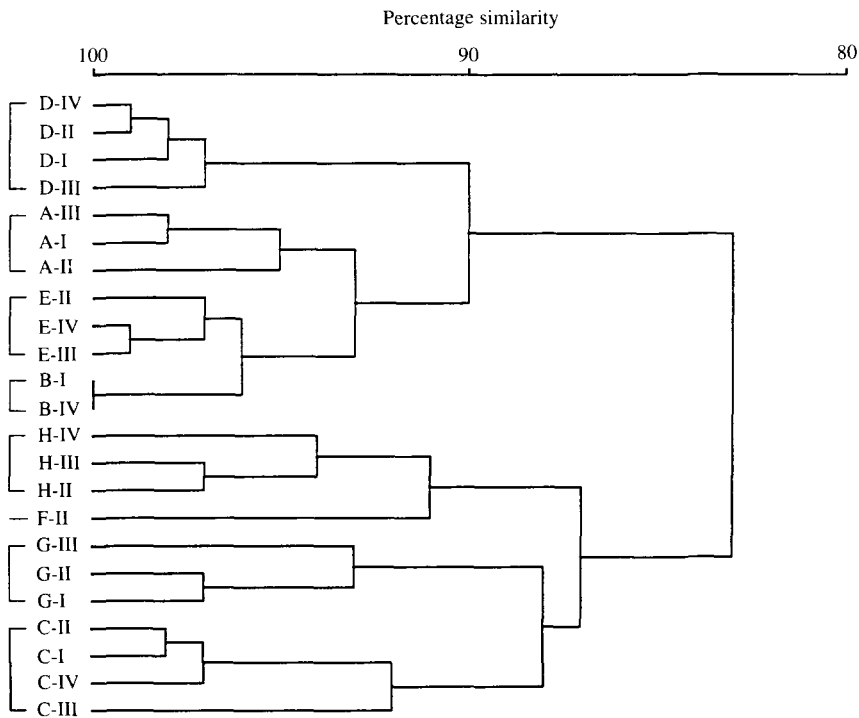 Percentage similarity
100 90 80
D-IV
D-II
D-I
D-III
A-III
A-I
A-II
E-II
E-IV
E-III
B-I
B-IV
H-IV
H-III
H-II
F-II
G-III
G-II
G-I
C-II
C-I
C-IV
C-III